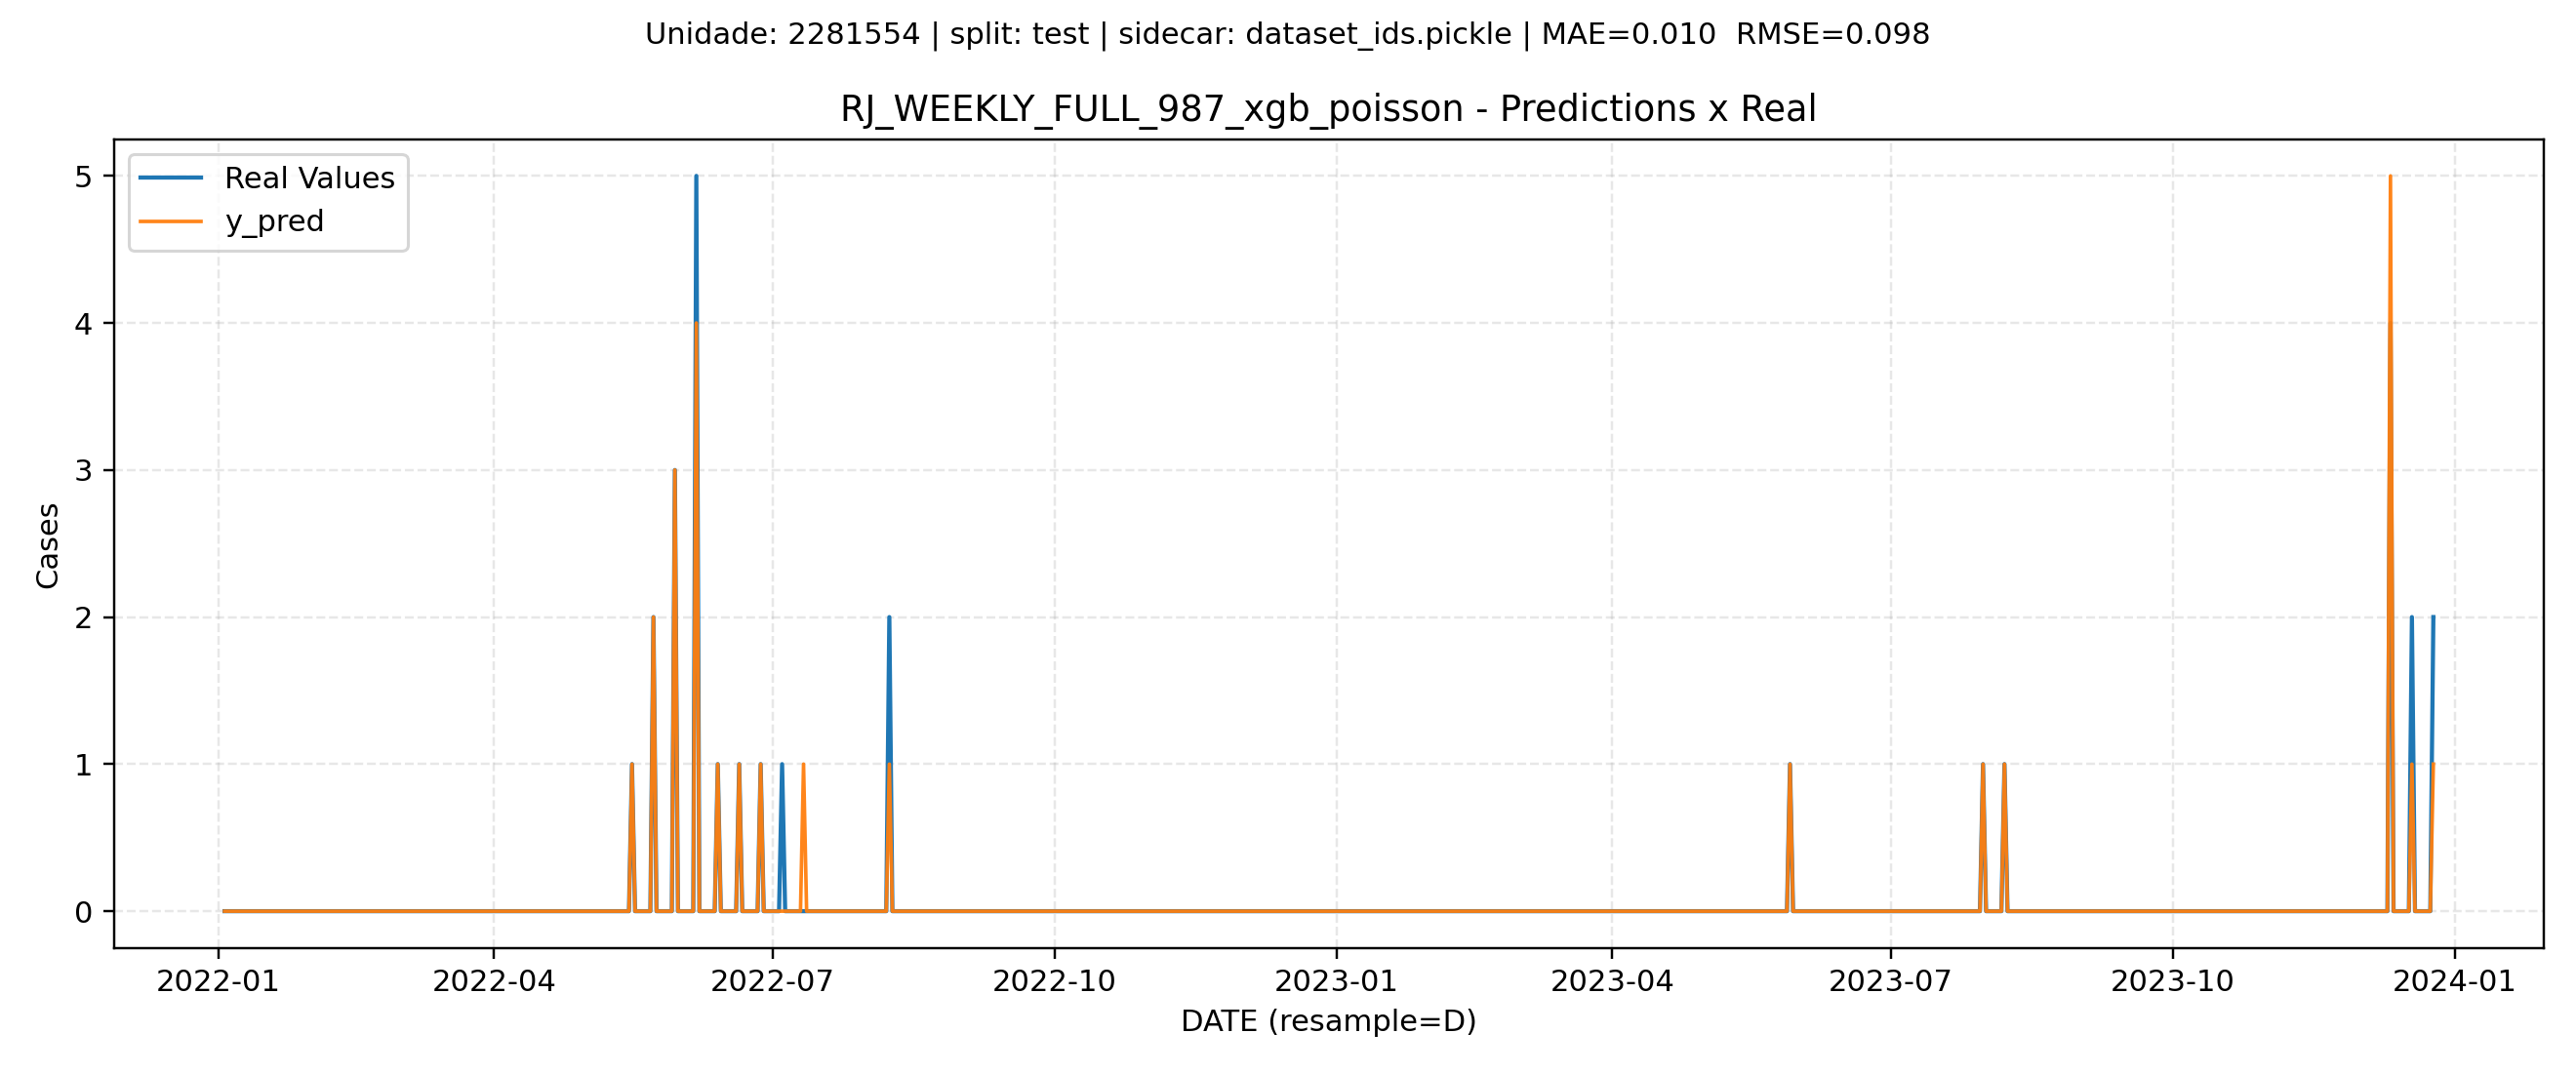 Unidade: 2281554 | split: test | sidecar: dataset_ids.pickle | MAE=0.010  RMSE=0.098
RJ_WEEKLY_FULL_987_xgb_poisson - Predictions x Real
Real Values
y_pred
5
4
3
2
1
0
Cases
2022-01
2022-04
2022-07
2022-10
2023-01
2023-04
2023-07
2023-10
2024-01
DATE (resample=D)